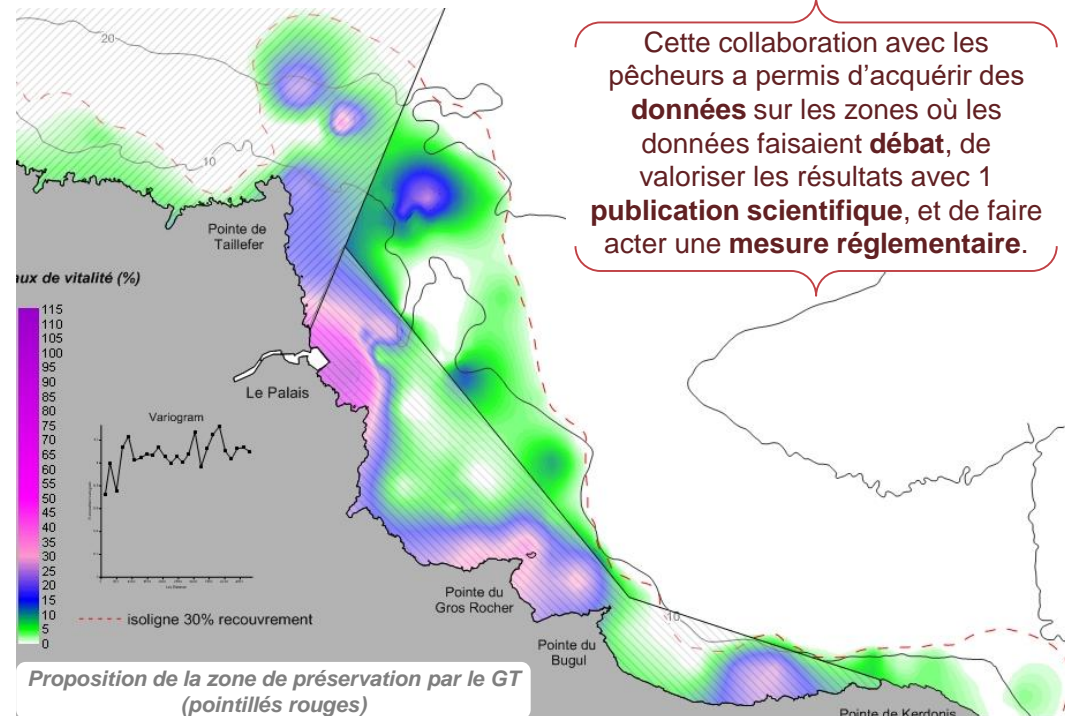 Cette collaboration avec les
pêcheurs a permis d'acquérir des
données sur les zones où les
données faisaient débat, de
valoriser les résultats avec 1
publication scientifique, et de faire
acter une mesure réglementaire.
20
10
Pointe de
Taillefer
aux de vitalité (%)
115
110
105
100
95
90
85
80
75
70
65
60
55
50
45
40
35
30
25
20
15
10
5
0
Le Palais
Variogram
Pointe du
Gros Rocher
isoligne 30% recouvrement
10
Pointe du
Bugul
Proposition de la zone de préservation par le GT
(pointillés rouges)
Pointe de Kerdonis